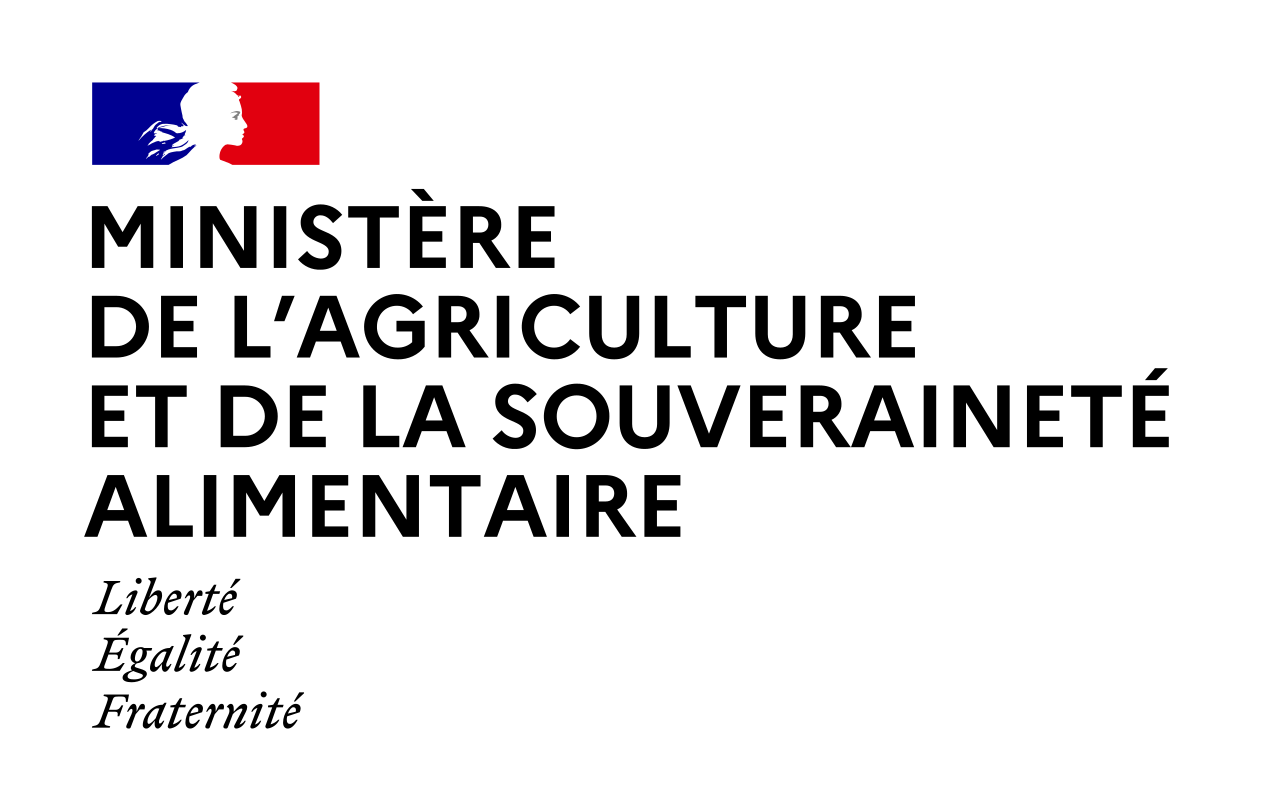 MINISTÈRE
DE L’AGRICULTURE
ET DE LA SOUVERAINETÉ
ALIMENTAIRE
Liberté
Égalité
Fraternité